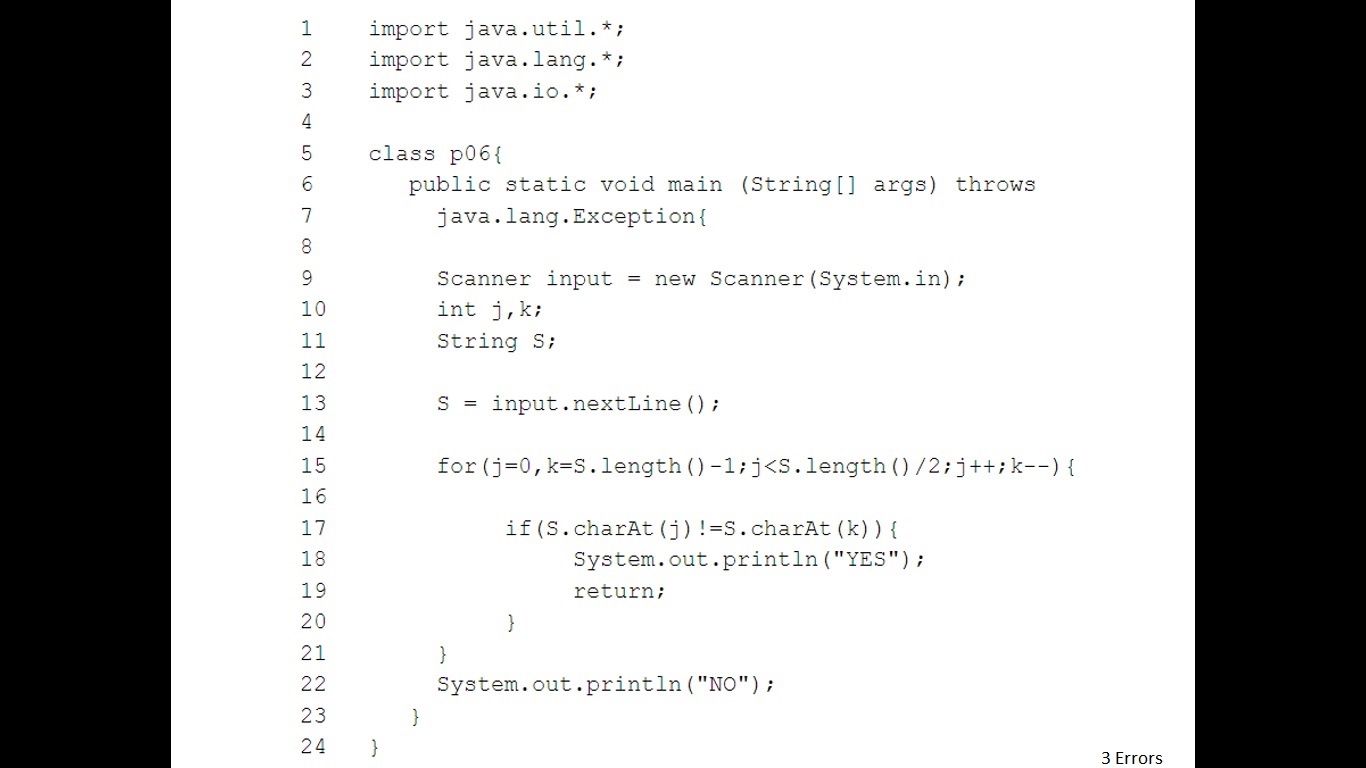 1 import java.util.*;
2 import java.lang.*;
3 import java.io.*;
4
5 class p06{
6 public static void main (String[] args) throws
7 java.lang.Exception{
8
9 Scanner input = new Scanner(System.in);
10 int j,k;
11 String S;
12
13 S = input.nextLine();
14
15 for(j=0,k=S.length()-1;j<S.length()/2;j++;k--){
16
17 if(S.charAt(j)!=S.charAt(k)){
18 System.out.println("YES");
19 return;
20 }
21 }
22 System.out.println("NO");
23 }
24 }
3 Errors